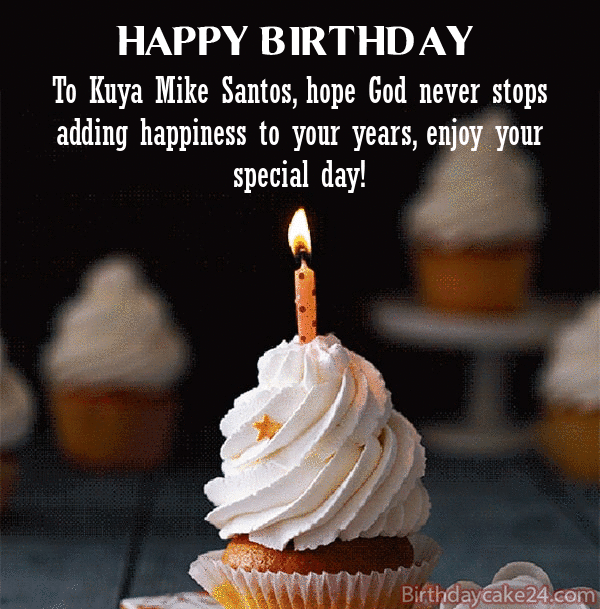 HAPPY BIRTHDAY
To Kuya Mike Santos, hope God never stops
adding happiness to your years, enjoy your
special day!
Birthdaycake24.com